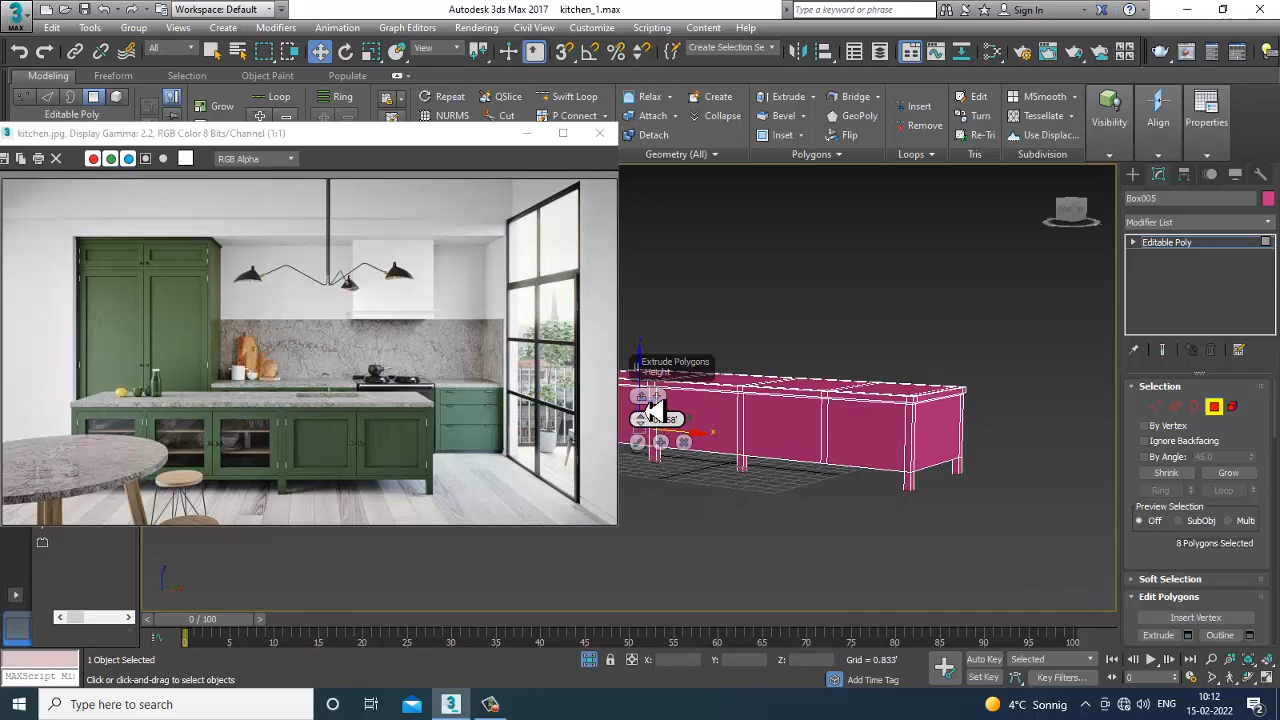 MAX
Workspace: Default
Autodesk 3ds Max 2017 kitchen_1.max
Type a keyword or phrase
Sign In
Edit Tools Group Views Create Modifiers Animation Graph Editors Rendering Civil View Customize Scripting Content Help
All
View
Create Selection Se
Modeling Freeform Selection Object Paint Populate
Grow Loop Ring Repeat QSlice Swift Loop Relax Create Extrude Bridge Insert Edit MSmooth
NURMS Cut P Connect Attach Collapse Bevel GeoPoly Remove Turn Tessellate
Detach Inset Flip Re-Tri Use Displac...
Visibility Align Properties
Edit Polygons
Editable Poly
Geometry (All) Polygons Loops Tris Subdivision
kitchen.jpg, Display Gamma: 2.2, RGB Color 8 Bits/Channel (1:1)
RGB Alpha
Box005
Modifier List
Editable Poly
Extrude Polygons
Height
x
z
Selection
By Vertex
Ignore Backfacing
By Angle: 45.0
Shrink Grow
Ring Loop
Preview Selection
Off SubObj Multi
8 Polygons Selected
Soft Selection
Edit Polygons
Insert Vertex
Extrude Outline
0 / 100
0 5 10 15 20 25 30 35 40 45 50 55 60 65 70 75 80 85 90 95 100
1 Object Selected
X: Y: Z: Grid = 0.833'
Auto Key Selected
MAXScript Mi
Click or click-and-drag to select objects
Add Time Tag
Set Key Key Filters...
0
Type here to search
4°C Sonnig
ENG
10:12
15-02-2022
2